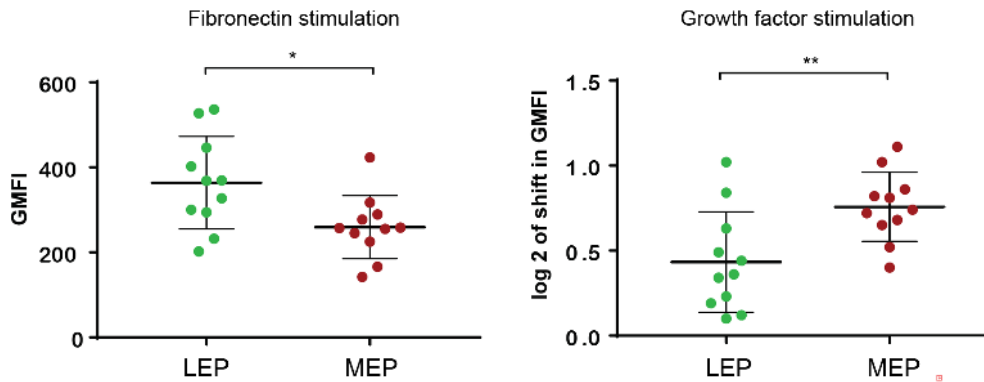 Fibronectin stimulation
*
600
400
200
0
GMFI
LEP
MEP
Growth factor stimulation
**
1.5
1.0
0.5
0.0
log 2 of shift in GMFI
LEP
MEP